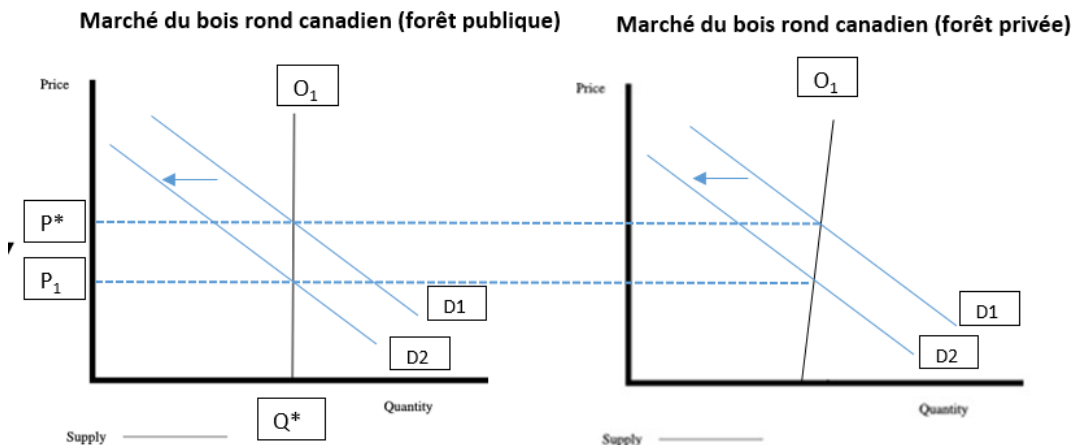 Marché du bois rond canadien (forêt publique)
Marché du bois rond canadien (forêt privée)
Price
O₁
P*
P₁
D1
D2
Q*
Quantity
Supply
Price
O₁
D1
D2
Quantity
Supply